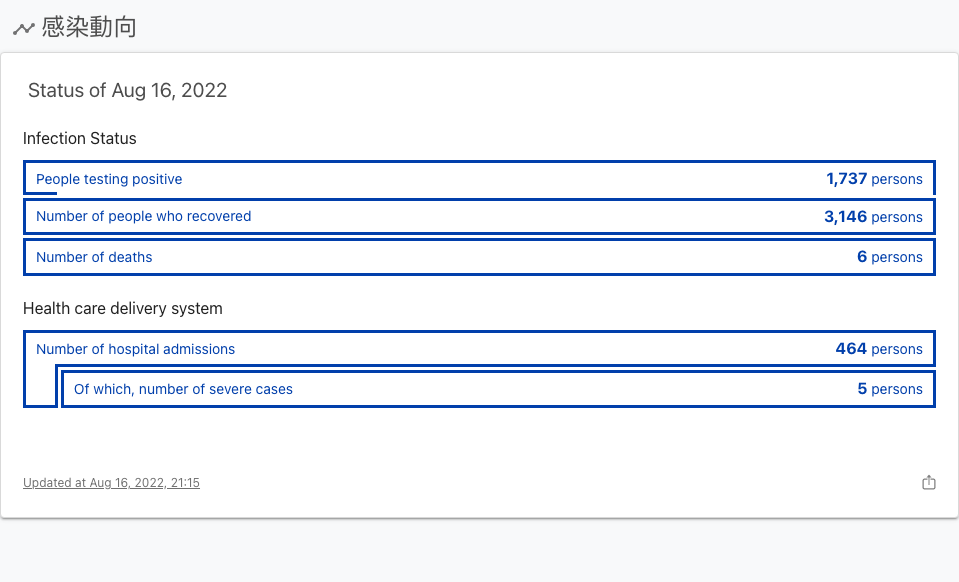 感染動向
Status of Aug 16, 2022
Infection Status
People testing positive 1,737 persons
Number of people who recovered 3,146 persons
Number of deaths 6 persons
Health care delivery system
Number of hospital admissions 464 persons
Of which, number of severe cases 5 persons
Updated at Aug 16, 2022, 21:15